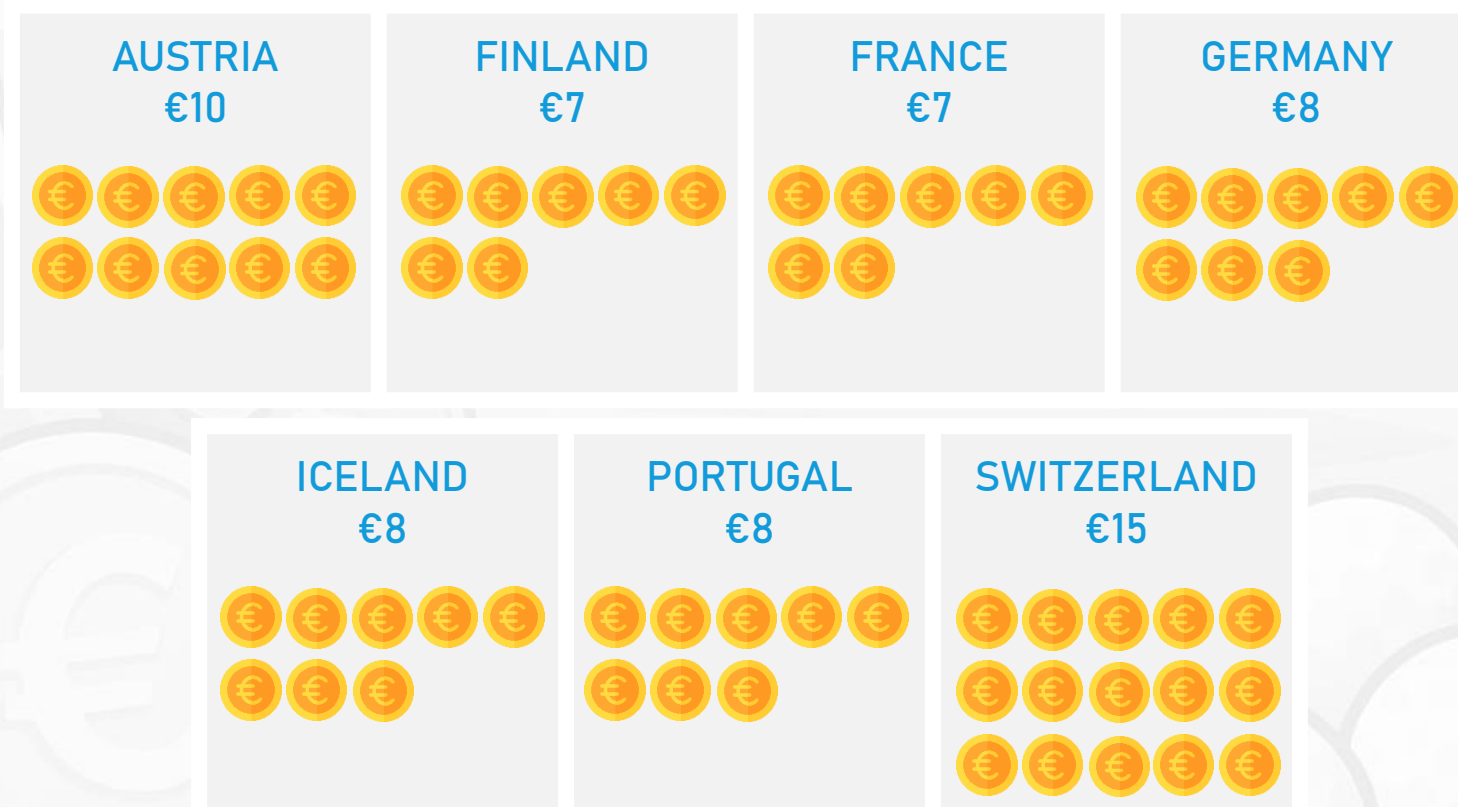 AUSTRIA
€10
FINLAND
€7
FRANCE
€7
GERMANY
€8
ICELAND
€8
PORTUGAL
€8
SWITZERLAND
€15